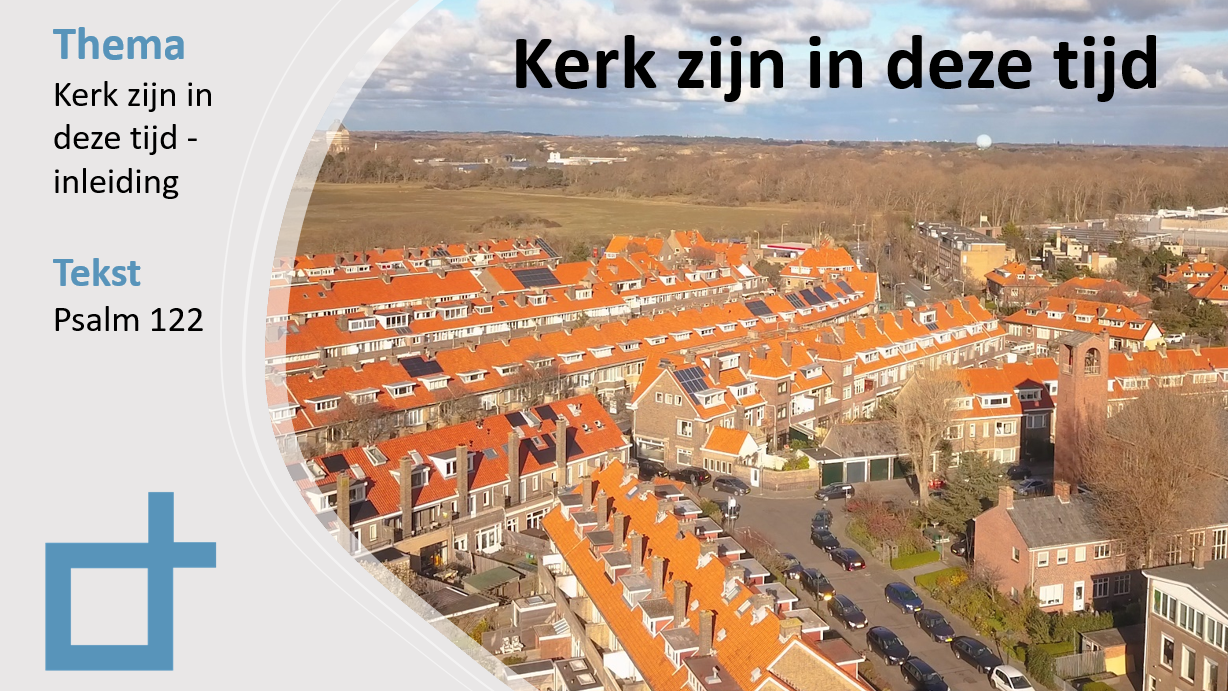 Thema
Kerk zijn in
deze tijd -
inleiding
Tekst
Psalm 122
Kerk zijn in deze tijd